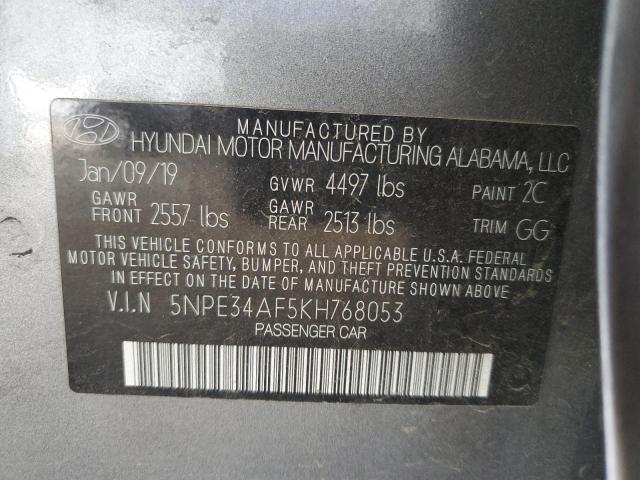 MANUFACTURED BY
HYUNDAI MOTOR MANUFACTURING ALABAMA, LLC
Jan/09/19 GVWR 4497 lbs PAINT 2C
GAWR FRONT 2557 lbs GAWR REAR 2513 lbs TRIM GG
THIS VEHICLE CONFORMS TO ALL APPLICABLE U.S.A. FEDERAL
MOTOR VEHICLE SAFETY, BUMPER, AND THEFT PREVENTION STANDARDS
IN EFFECT ON THE DATE OF MANUFACTURE SHOWN ABOVE.
V.I.N 5NPE34AF5KH768053
PASSENGER CAR